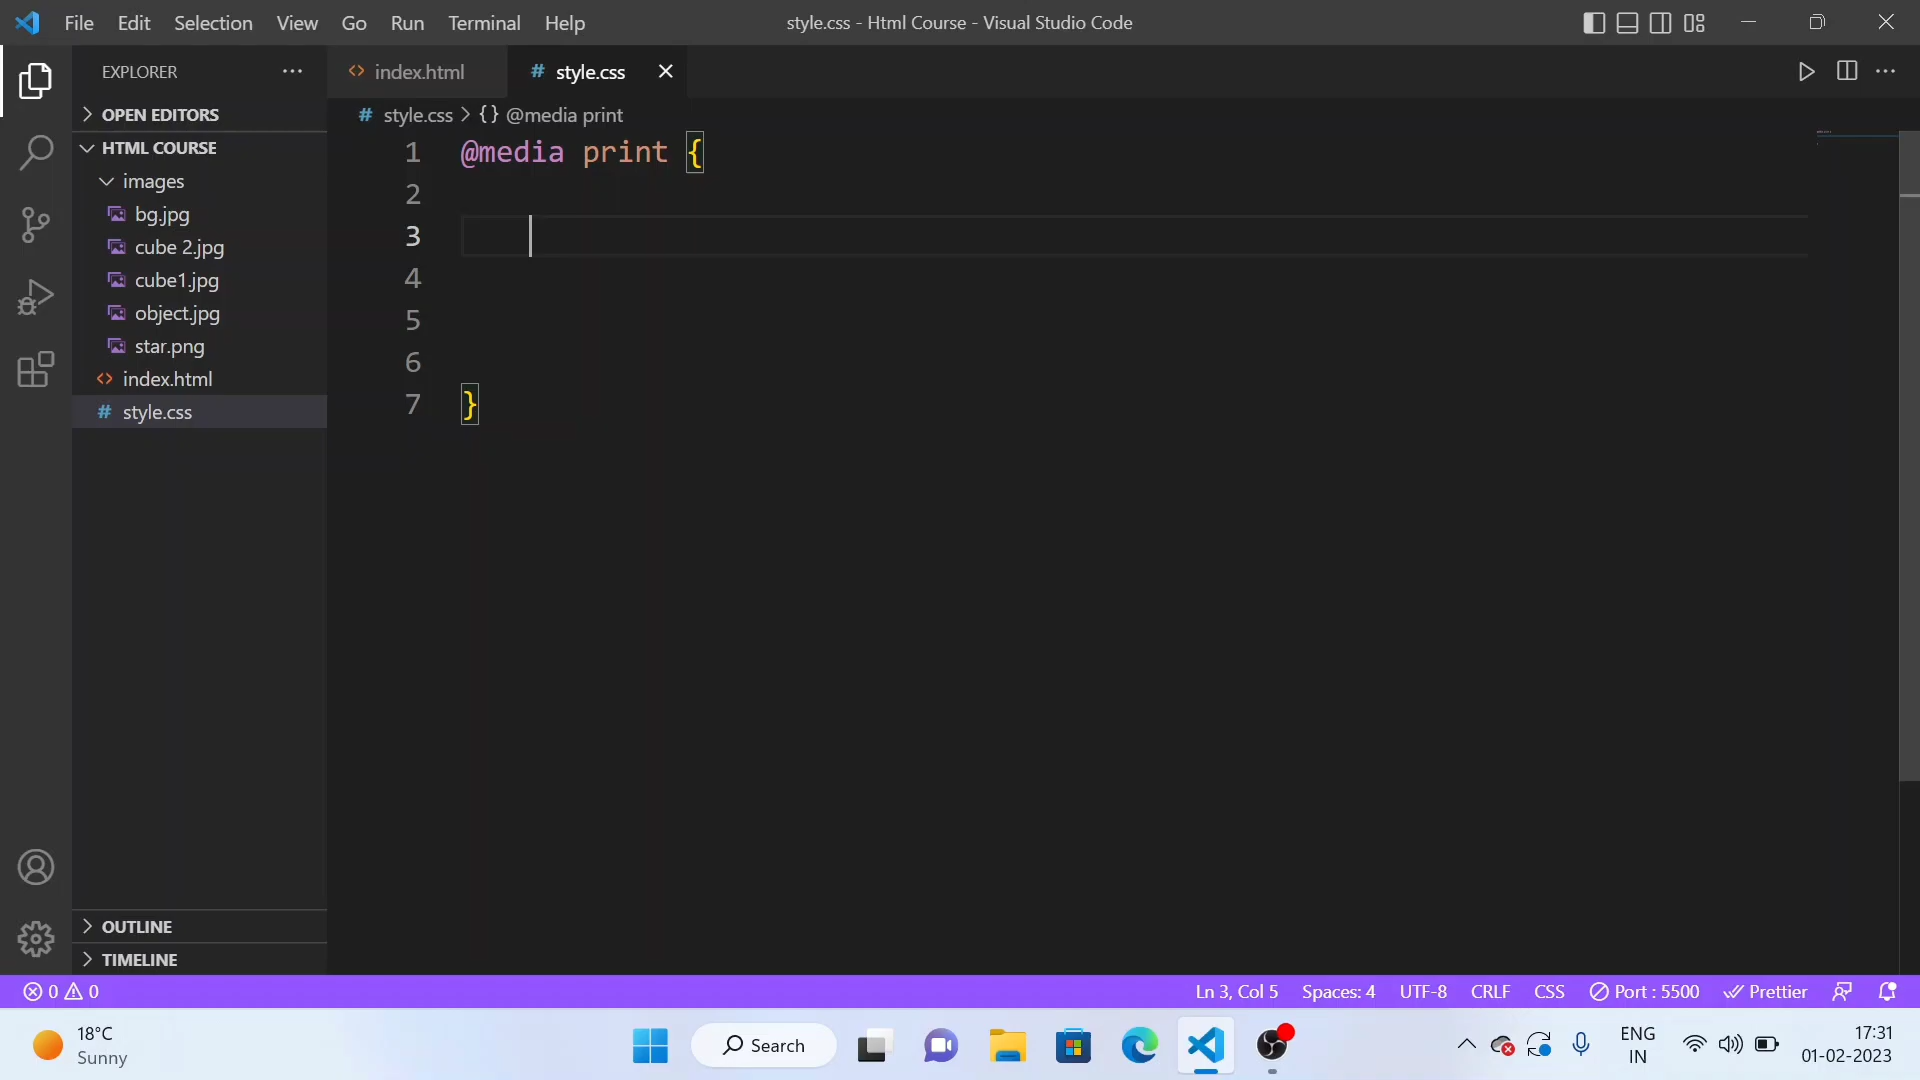 File Edit Selection View Go Run Terminal Help style.css - Html Course - Visual Studio Code
EXPLORER
index.html # style.css
OPEN EDITORS
# style.css > {} @media print
HTML COURSE
1 @media print {
images
2
bg.jpg
3
cube 2.jpg
4
cube1.jpg
5
object.jpg
6
star.png
index.html
7 }
# style.css
OUTLINE
TIMELINE
0 0 Ln 3, Col 5 Spaces: 4 UTF-8 CRLF CSS Port : 5500 Prettier
18°C
Sunny
Search
ENG
IN
17:31
01-02-2023